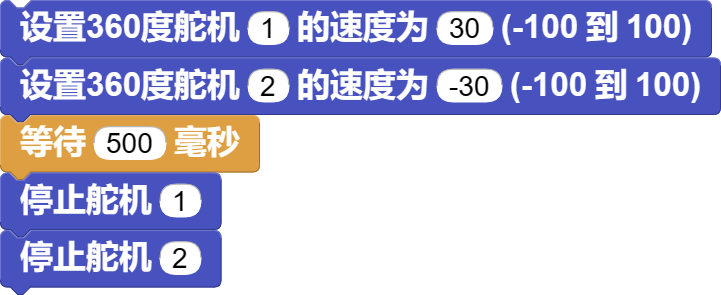 设置360度舵机 1 的速度为 30 (-100 到 100)
设置360度舵机 2 的速度为 -30 (-100 到 100)
等待 500 毫秒
停止舵机 1
停止舵机 2